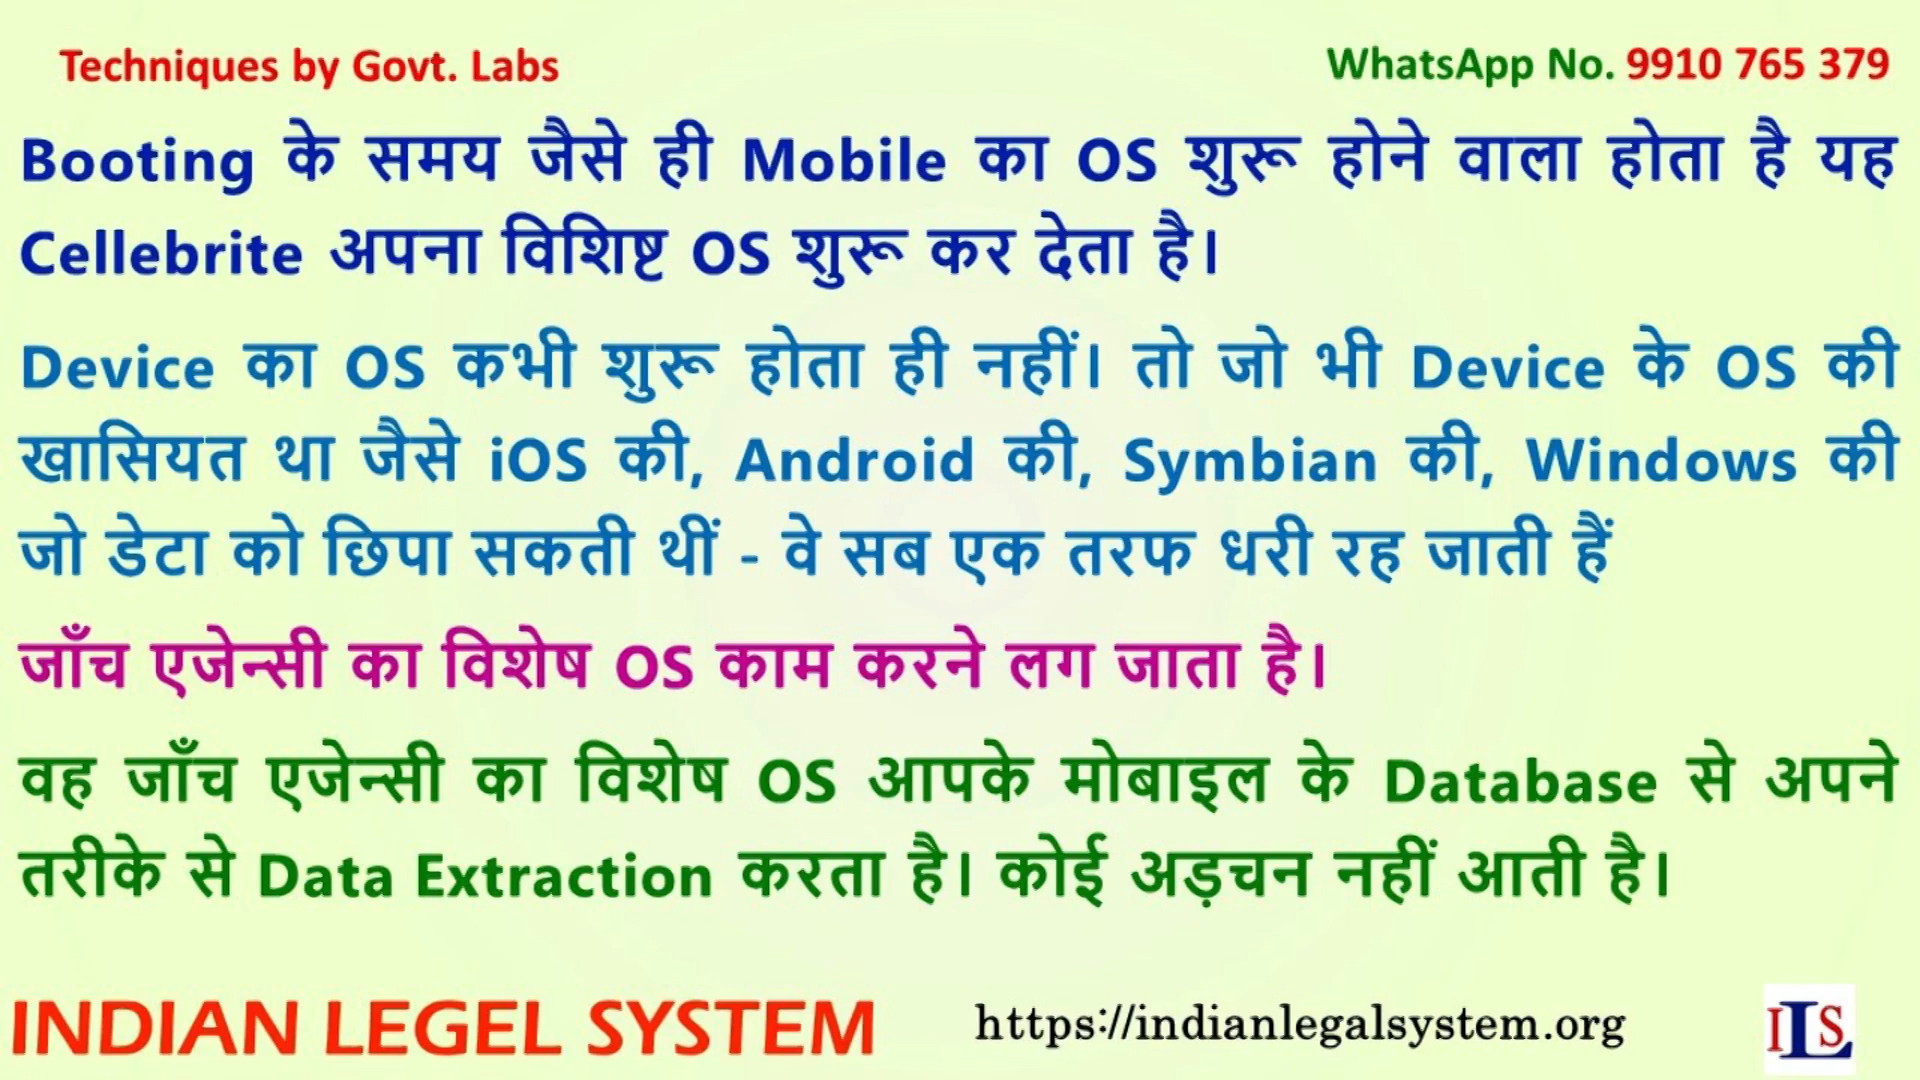 Techniques by Govt. Labs
WhatsApp No. 9910 765 379
Booting के समय जैसे ही Mobile का OS शुरू होने वाला होता है यह
Cellebrite अपना विशिष्ट OS शुरू कर देता है।
Device का OS कभी शुरू होता ही नहीं। तो जो भी Device के OS की
खासियत था जैसे iOS की, Android की, Symbian की, Windows की
जो डेटा को छिपा सकती थीं - वे सब एक तरफ धरी रह जाती हैं
जाँच एजेन्सी का विशेष OS काम करने लग जाता है।
वह जाँच एजेन्सी का विशेष OS आपके मोबाइल के Database से अपने
तरीके से Data Extraction करता है। कोई अड़चन नहीं आती है।
INDIAN LEGEL SYSTEM
https://indianlegalsystem.org
ILS